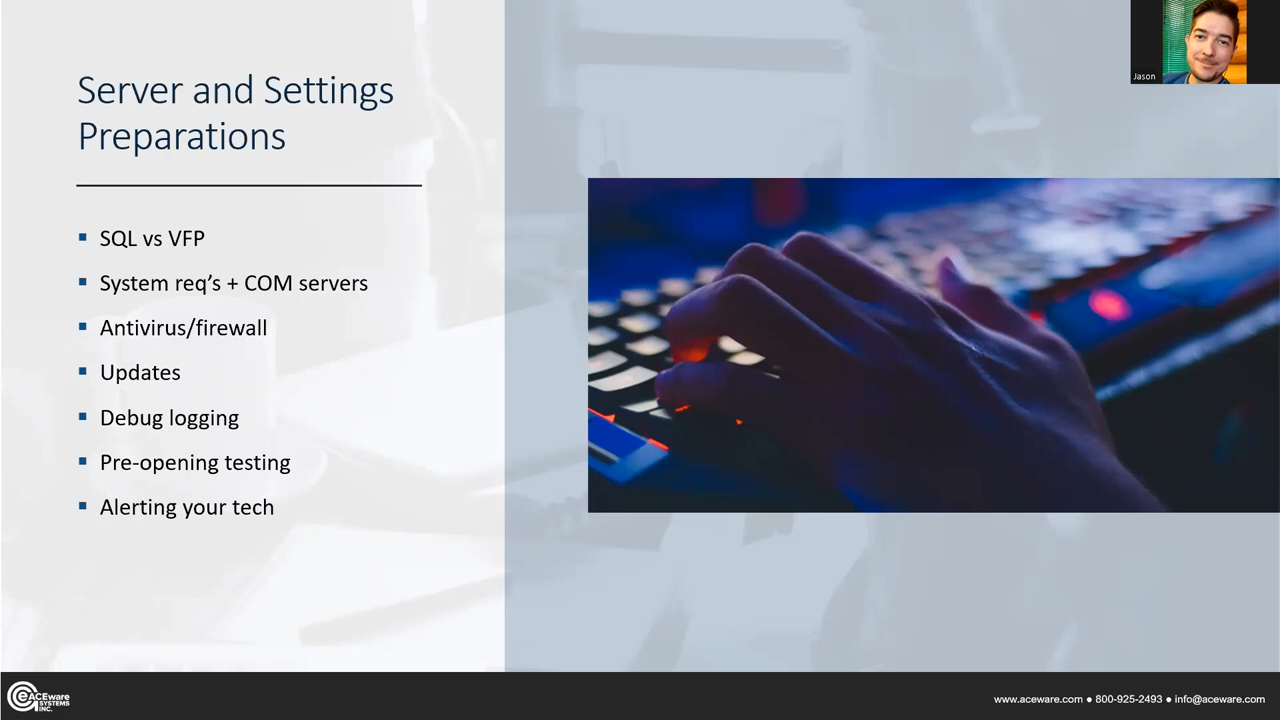 Jason
Server and Settings
Preparations
SQL vs VFP
System req's + COM servers
Antivirus/firewall
Updates
Debug logging
Pre-opening testing
Alerting your tech
ACEware
SYSTEMS
INC.
www.aceware.com ● 800-925-2493 ● info@aceware.com